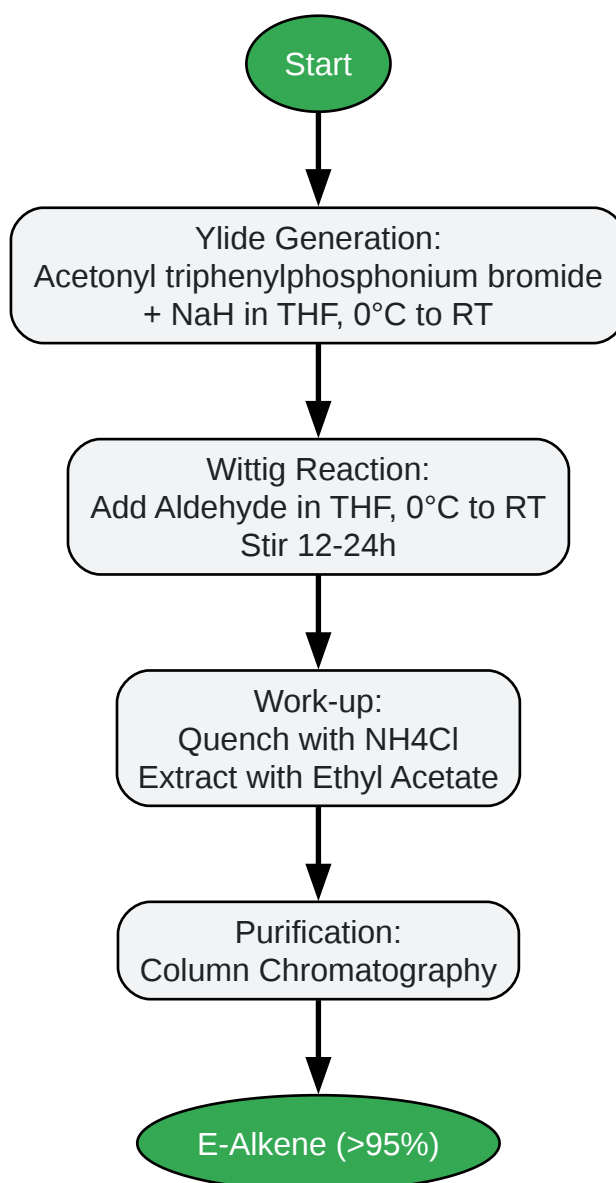 Start
Ylide Generation:
Acetonyl triphenylphosphonium bromide
+ NaH in THF, 0°C to RT
Wittig Reaction:
Add Aldehyde in THF, 0°C to RT
Stir 12-24h
Work-up:
Quench with NH4Cl
Extract with Ethyl Acetate
Purification:
Column Chromatography
E-Alkene (>95%)